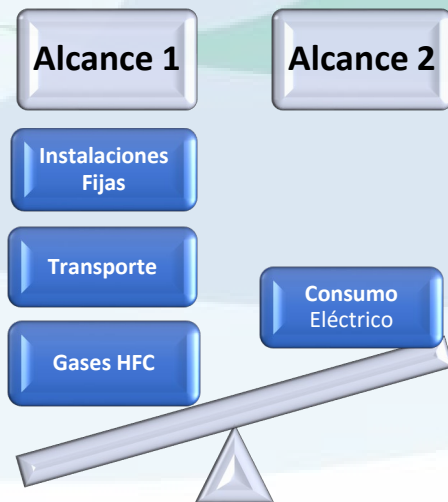 Alcance 1
Alcance 2
Instalaciones
Fijas
Transporte
Gases HFC
Consumo
Eléctrico